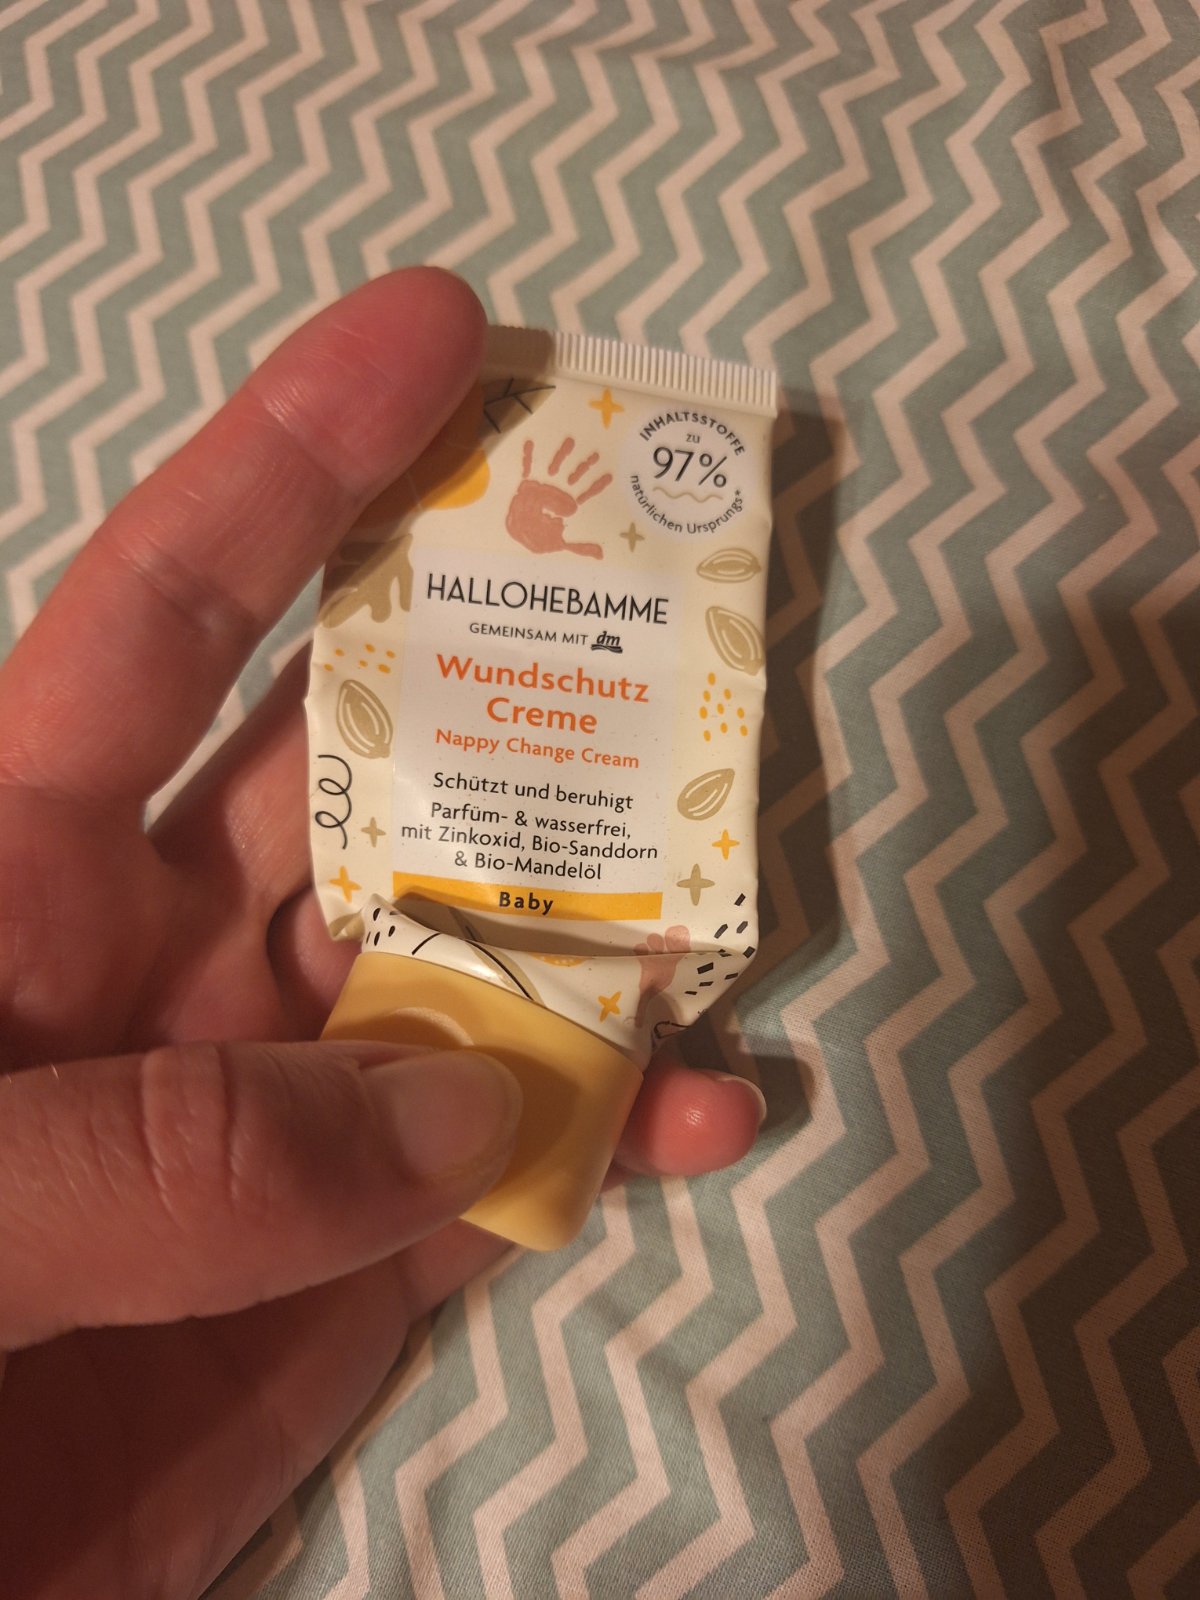 INHALTSSTOFFE
zu
97%
natürlichen Ursprungs*
HALLOHEBAMME
GEMEINSAM MIT dm
Wundschutz
Creme
Nappy Change Cream
Schützt und beruhigt
Parfüm- & wasserfrei,
mit Zinkoxid, Bio-Sanddorn
& Bio-Mandelöl
Baby